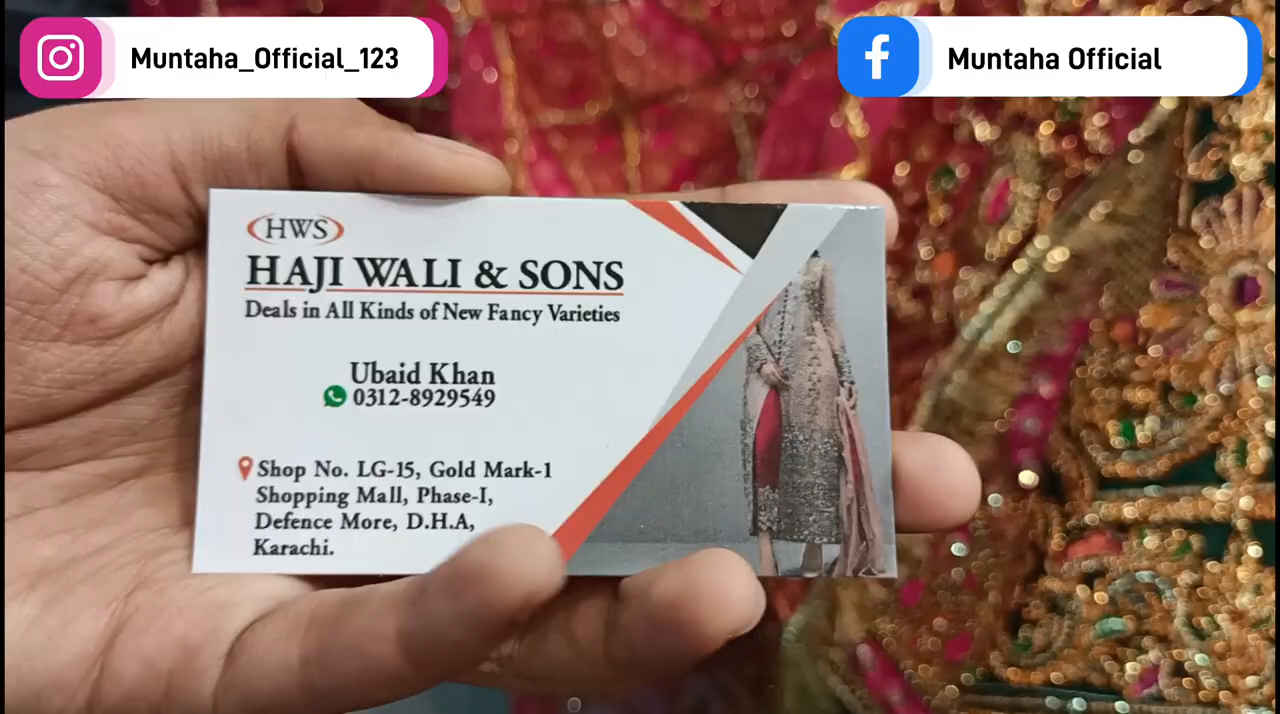 Muntaha_Official_123
Muntaha Official
HWS
HAJI WALI & SONS
Deals in All Kinds of New Fancy Varieties
Ubaid Khan
0312-8929549
Shop No. LG-15, Gold Mark-1
Shopping Mall, Phase-I,
Defence More, D.H.A,
Karachi.